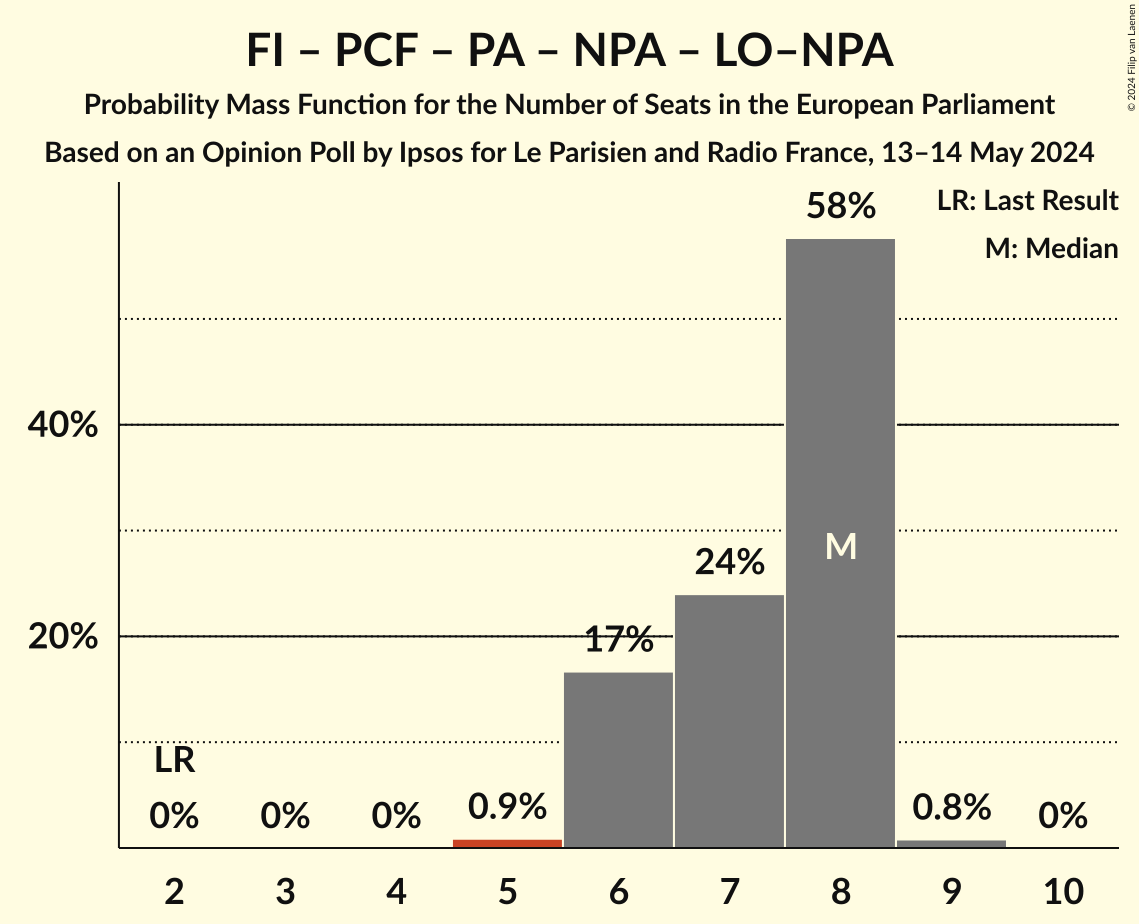 FI – PCF – PA – NPA – LO–NPA
Probability Mass Function for the Number of Seats in the European Parliament
Based on an Opinion Poll by Ipsos for Le Parisien and Radio France, 13–14 May 2024
© 2024 Filip van Laenen
LR: Last Result
M: Median
58%
40%
M
24%
20%
17%
LR
0%
0%
0%
0.9%
0.8%
0%
2
3
4
5
6
7
8
9
10